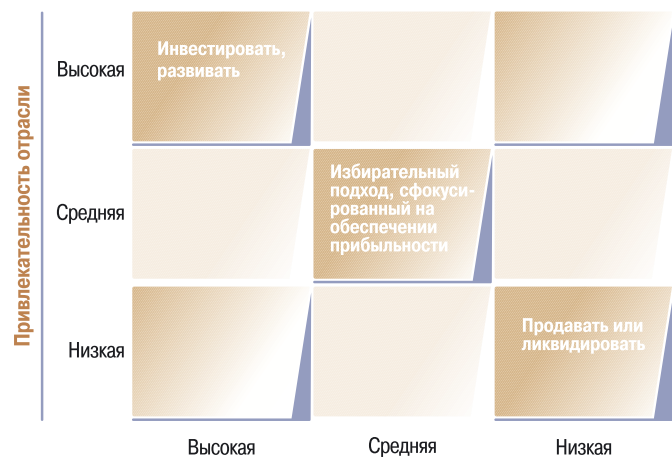 Привлекательность отрасли
Высокая
Инвестировать,
развивать
Средняя
Избирательный
подход, сфокуси-
рованный на
обеспечении
прибыльности
Низкая
Продавать или
ликвидировать
Высокая
Средняя
Низкая